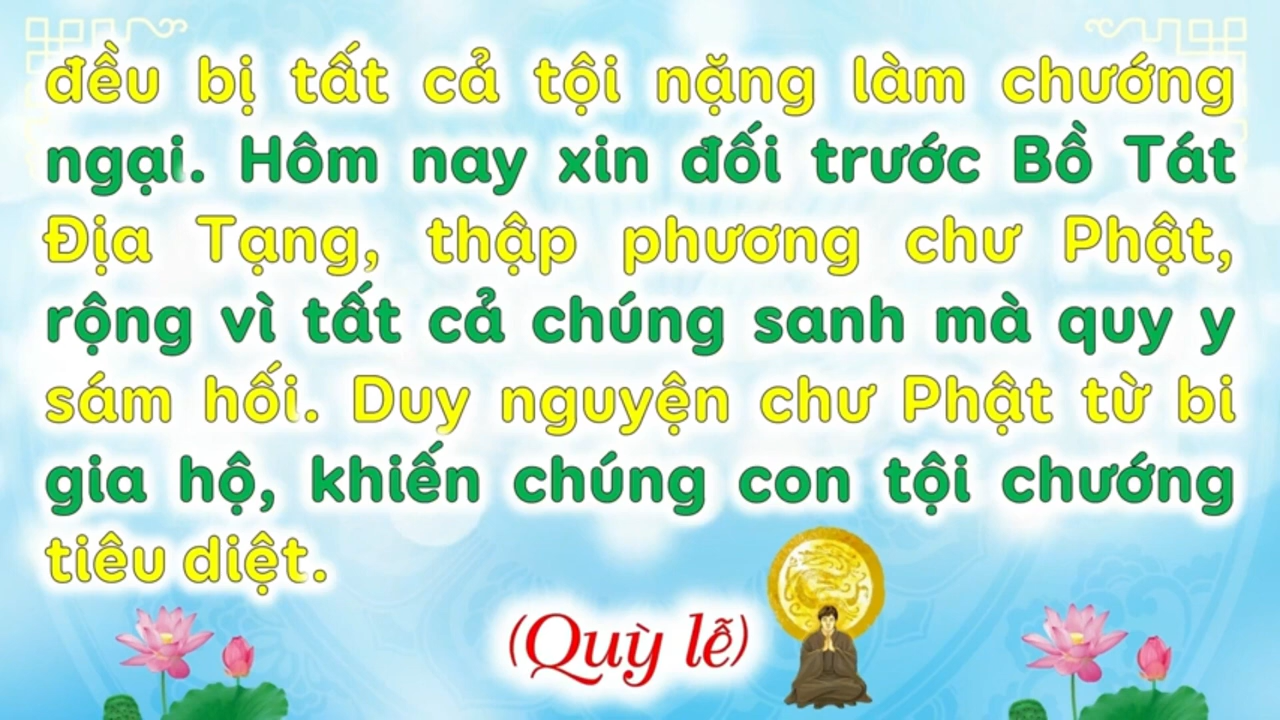 đều bị tất cả tội nặng làm chướng
ngại. Hôm nay xin đối trước Bồ Tát
Địa Tạng, thập phương chư Phật,
rộng vì tất cả chúng sanh mà quy y
sám hối. Duy nguyện chư Phật từ bi
gia hộ, khiến chúng con tội chướng
tiêu diệt.
(Quỳ lễ)